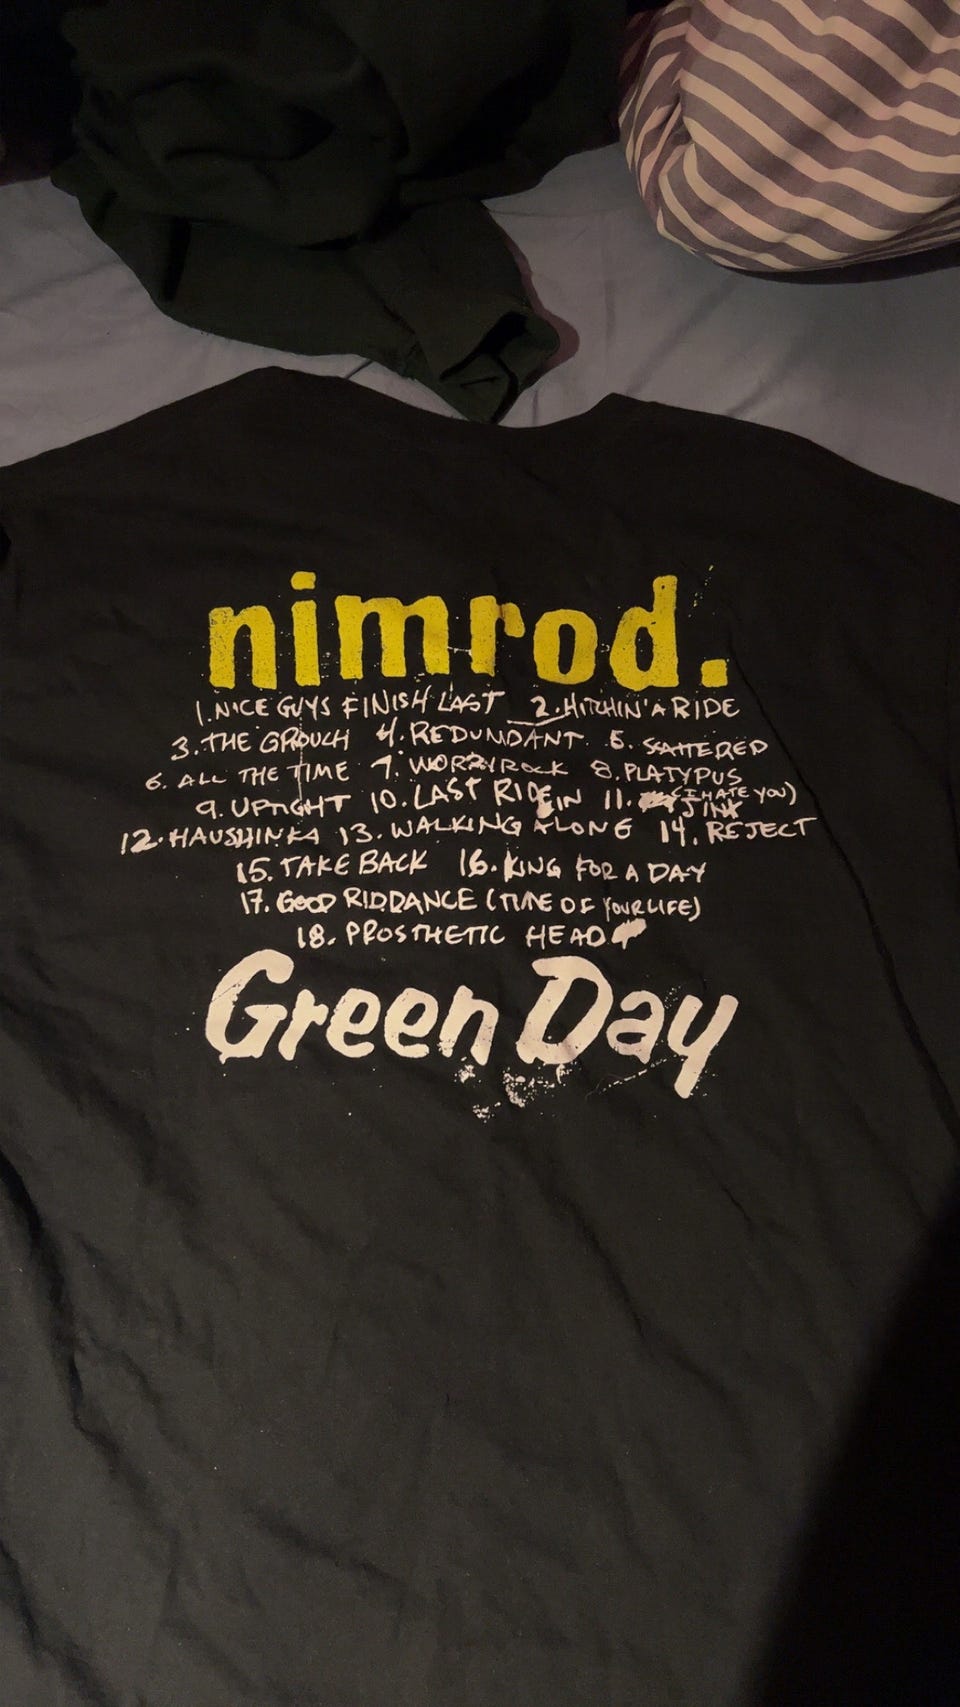 nimrod.
1. NICE GUYS FINISH LAST 2. HITCHIN' A RIDE
3. THE GROUCH 4. REDUNDANT 5. SCATTERED
6. ALL THE TIME 7. WORRY ROCK 8. PLATYPUS (I HATE YOU)
9. UPTIGHT 10. LAST RIDE IN 11. JINX
12. HAUSHINKA 13. WALKING ALONG 14. REJECT
15. TAKE BACK 16. KING FOR A DAY
17. GOOD RIDDANCE (TIME OF YOUR LIFE)
18. PROSTHETIC HEAD
Green Day